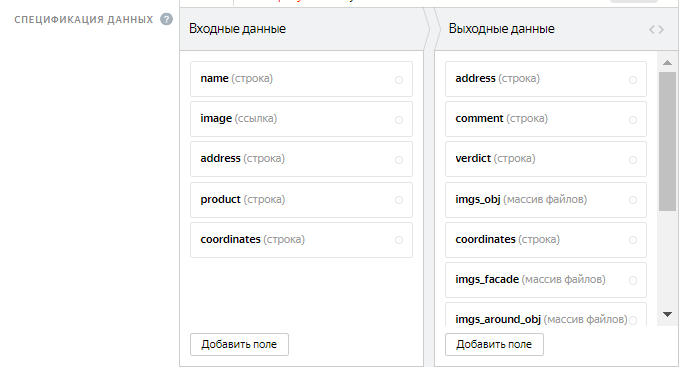 СПЕЦИФИКАЦИЯ ДАННЫХ ?
Входные данные
name (строка)
image (ссылка)
address (строка)
product (строка)
coordinates (строка)
Добавить поле
Выходные данные <>
address (строка)
comment (строка)
verdict (строка)
imgs_obj (массив файлов)
coordinates (строка)
imgs_facade (массив файлов)
imgs_around_obj (массив файлов)
Добавить поле